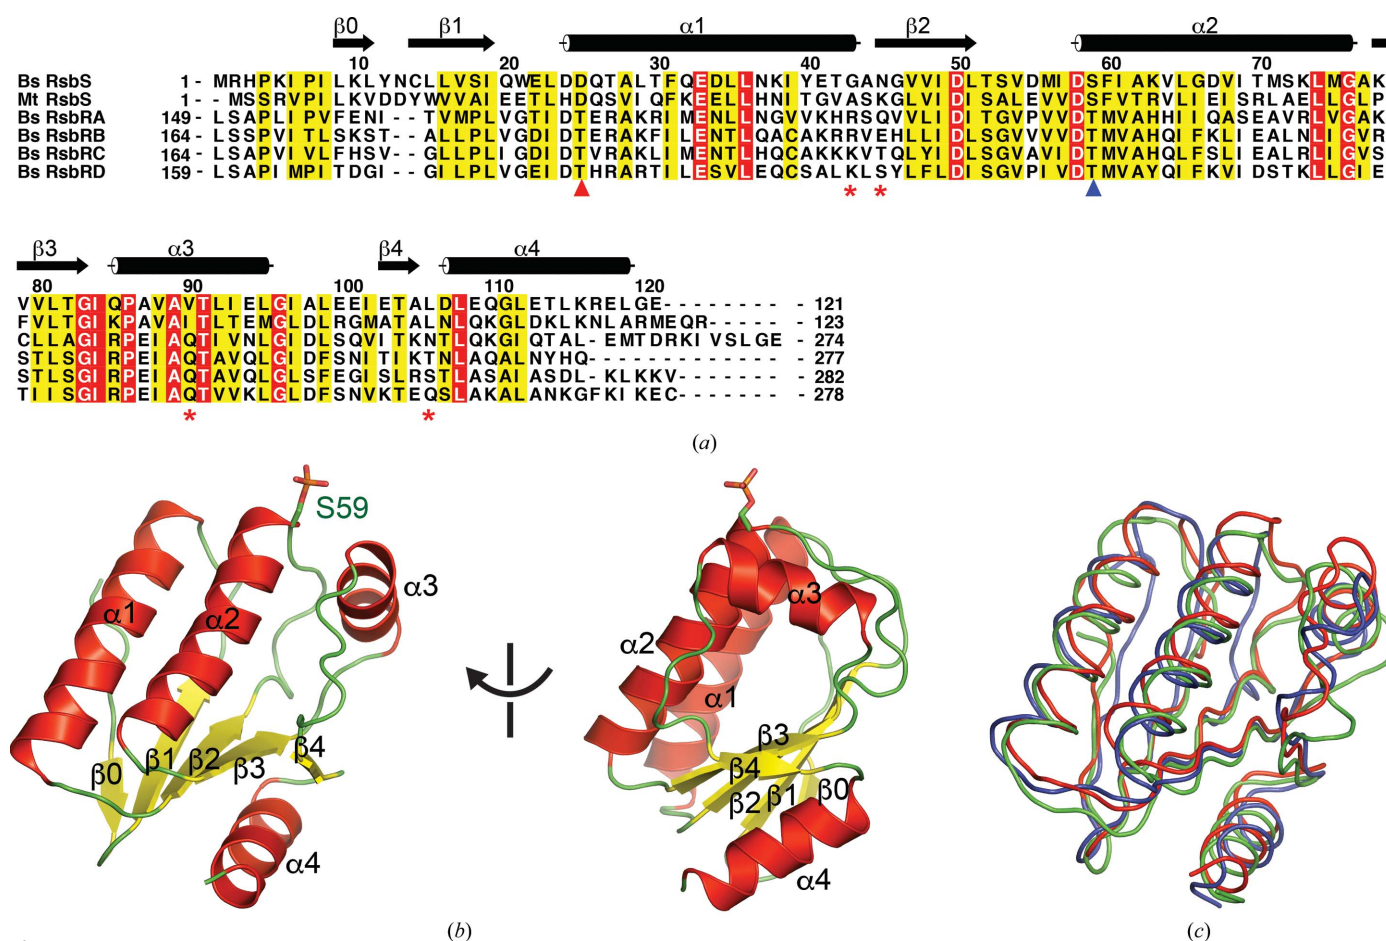 β0 β1 α1 β2 α2
10 20 30 40 50 60 70
Bs RsbS 1 - MRHPKIPILKLYNCLLVSIQWELDDQTALTFQEDLLNKIYETGANGVVIDLTSVDMIDSFIAKVLGDVITMSKLMGAK
Mt RsbS 1 - - MSSRVPILKVDDYWVVAIEETLHDQSVIQFKEELLHNITGVASKGLVIDISALEVVDSFVTRVLIEISRLAELLMGLP
Bs RsbRA 149 - LSAPLIPVFENI - - TVMPLVGTIDTERAKRIMENLLNGVVKHRSQVVLIDITGVPVVDTMVAHHIIQASEAVRLVGAK
Bs RsbRB 164 - LSSPVITLSKST - - ALLPLVGDIDTERAKFILENTLQACAKRRVEHLLIDLSGVVVVDTMVAHQIFKLIEALNLIGVR
Bs RsbRC 164 - LSAPVIVLFHSV - - GLLPLIGDIDTVRAKLIMENTLHQCAKKKVTQLYIDLSGVAVIDTMVAHQLFSLIEALRLIGVS
Bs RsbRD 159 - LSAPIMPITDGI - - GILPLVGEIDTHRARTILESVLEQCSALKLSYLFLDISGVPIVDTMVAYQIFKVIDSTKLLGIE
* *
β3 α3 β4 α4
80 90 100 110 120
VVLTGIQPAVAVTLIELGIALEEIETALDLEQGLETLKRELGE - - - - - - - - - 121
FVLTGIKPAVAITLTEMGLDLRGMATALNLQKGLDKLKNLARMEQR - - - - - - 123
CLLAGIRPEIAQTIVNLGLDLSQVITKNTLQKGIQTAL - EMTDRKIVSLGE - 274
STLSGIRPEIAQTAVQLGIDFSNITIKTNLAQALNYHQ - - - - - - - - - - - - - 277
STLSGIRPEIAQTAVQLGLSFEGISLRSTLASAIASDL - KLKKV - - - - - - - 282
TIISGIRPEIAQTVVKLGLDFSNVKTEQSLAKALANKGFKIKEC - - - - - - - 278
* *
(a)
S59
α1 α2 α3
β0 β1 β2 β3 β4
α4
α2 α1 α3
β3 β4 β2 β1 β0
α4
(b)
(c)